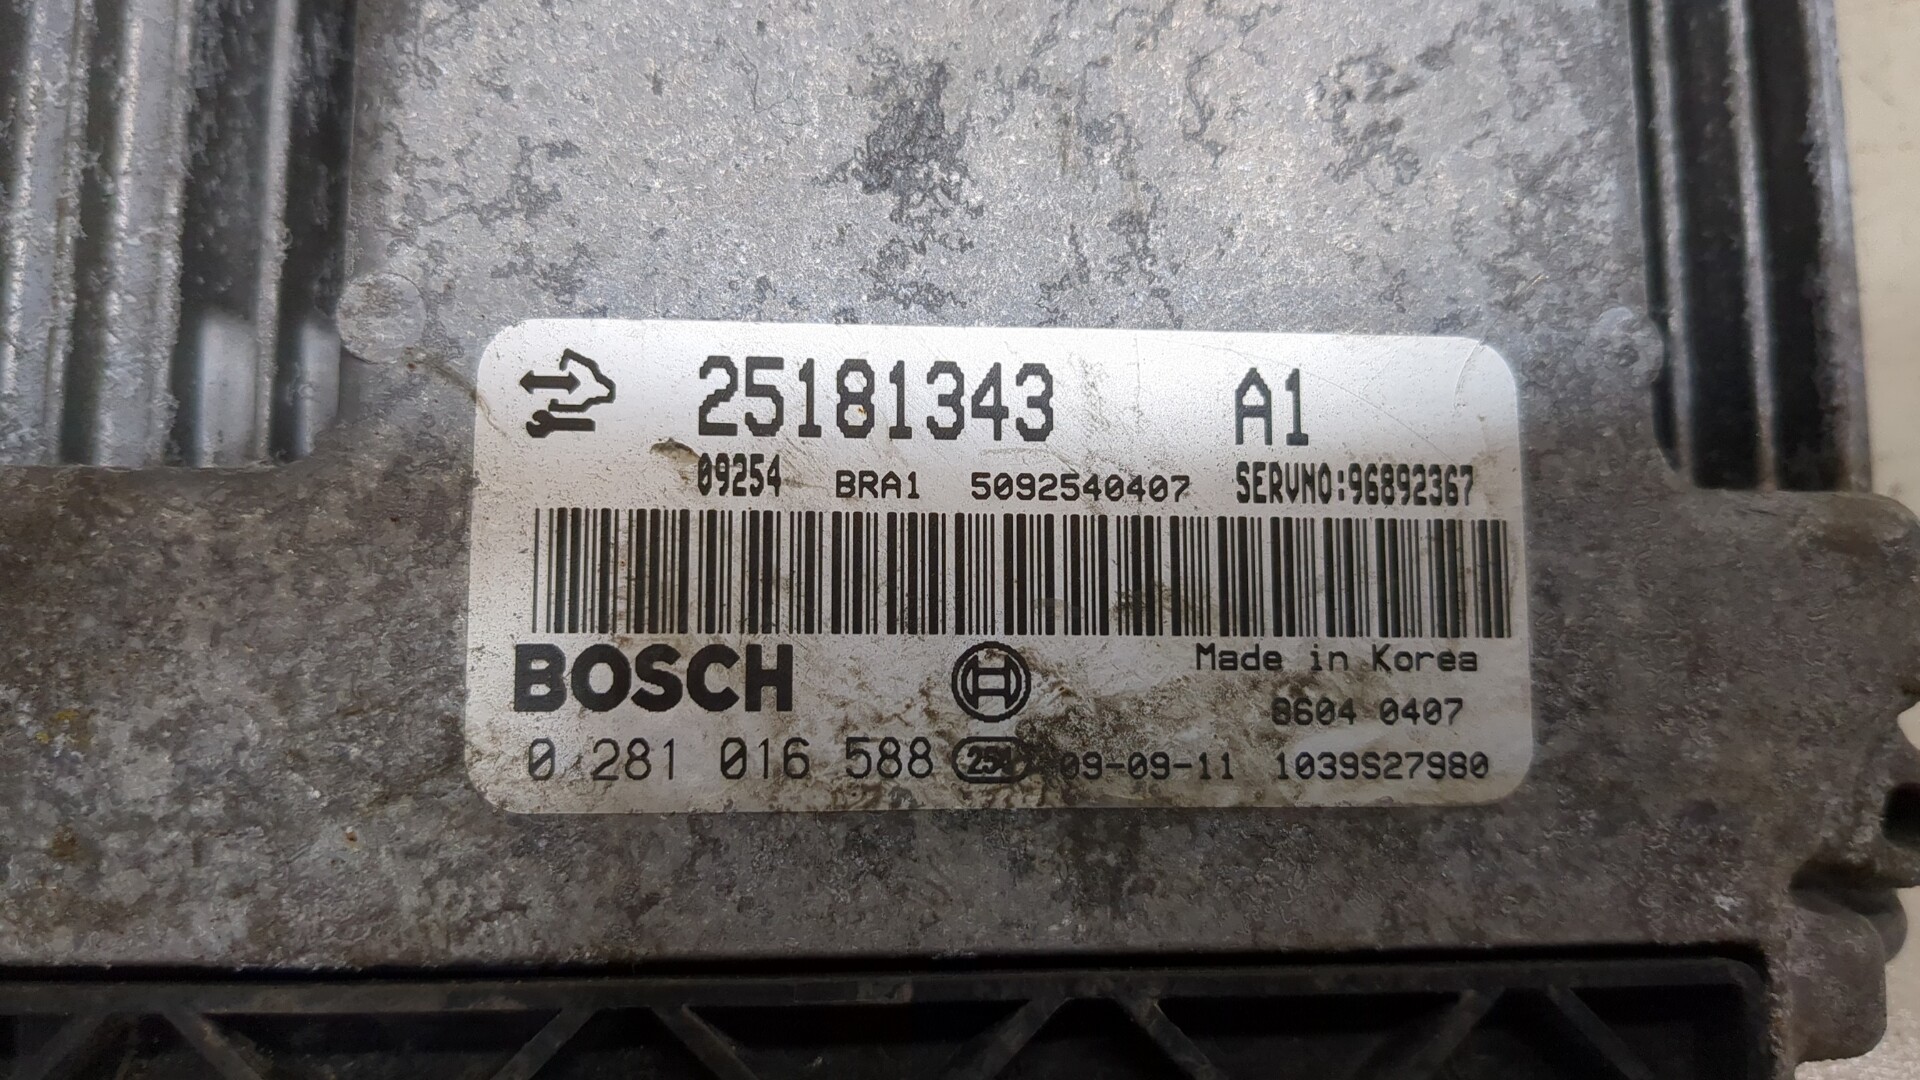 25181343 A1
09254 BRA1 5092540407 SERVNO:96892367
BOSCH
Made in Korea
8604 0407
0 281 016 588 254 09-09-11 1039S27980